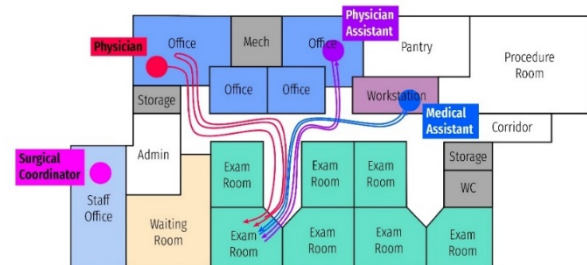 Physician
Office
Mech
Office
Physician
Assistant
Pantry
Procedure
Room
Office
Office
Workstation
Storage
Medical
Assistant
Corridor
Admin
Surgical
Coordinator
Staff
Office
Waiting
Room
Exam
Room
Exam
Room
Exam
Room
Storage
WC
Exam
Room
Exam
Room
Exam
Room
Exam
Room